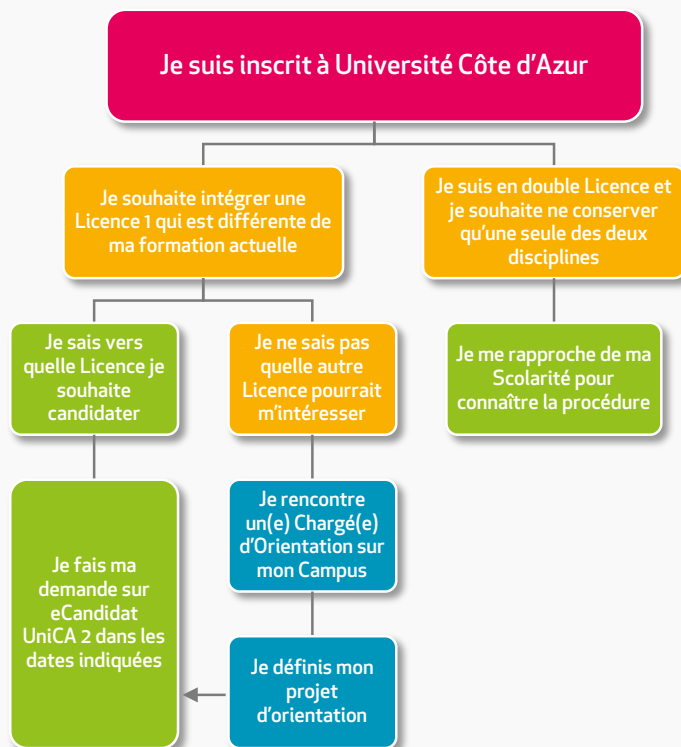 Je suis inscrit à Université Côte d'Azur
Je souhaite intégrer une
Licence 1 qui est différente de
ma formation actuelle
Je suis en double Licence et
je souhaite ne conserver
qu'une seule des deux
disciplines
Je sais vers
quelle Licence je
souhaite
candidater
Je ne sais pas
quelle autre
Licence pourrait
m'intéresser
Je me rapproche de ma
Scolarité pour
connaître la procédure
Je fais ma
demande sur
eCandidat
UniCA 2 dans les
dates indiquées
Je rencontre
un(e) Chargé(e)
d'Orientation sur
mon Campus
Je définis mon
projet
d'orientation